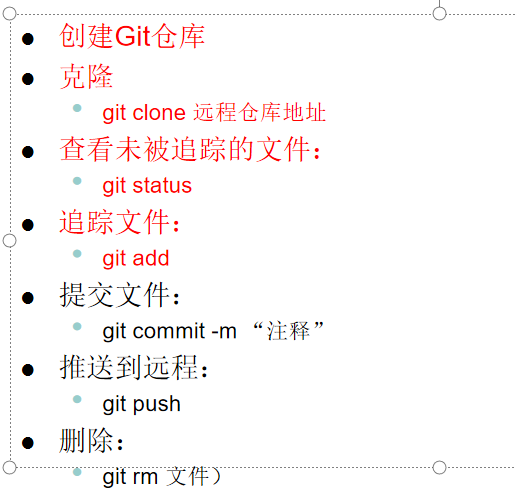 创建Git仓库
克隆
git clone 远程仓库地址
查看未被追踪的文件：
git status
追踪文件：
git add
提交文件：
git commit -m “注释”
推送到远程：
git push
删除：
git rm 文件）